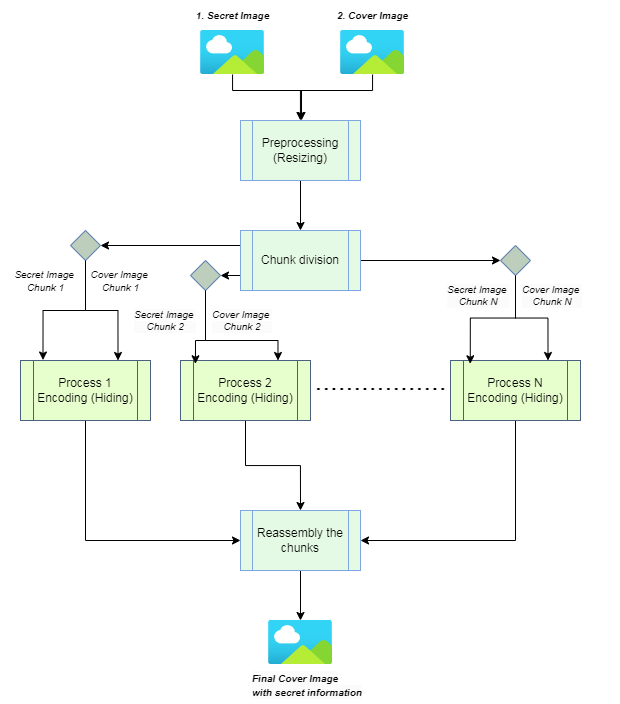 1. Secret Image
2. Cover Image
Preprocessing
(Resizing)
Chunk division
Secret Image
Chunk 1
Cover Image
Chunk 1
Secret Image
Chunk 2
Cover Image
Chunk 2
Secret Image
Chunk N
Cover Image
Chunk N
Process 1
Encoding (Hiding)
Process 2
Encoding (Hiding)
Process N
Encoding (Hiding)
Reassembly the
chunks
Final Cover Image
with secret information